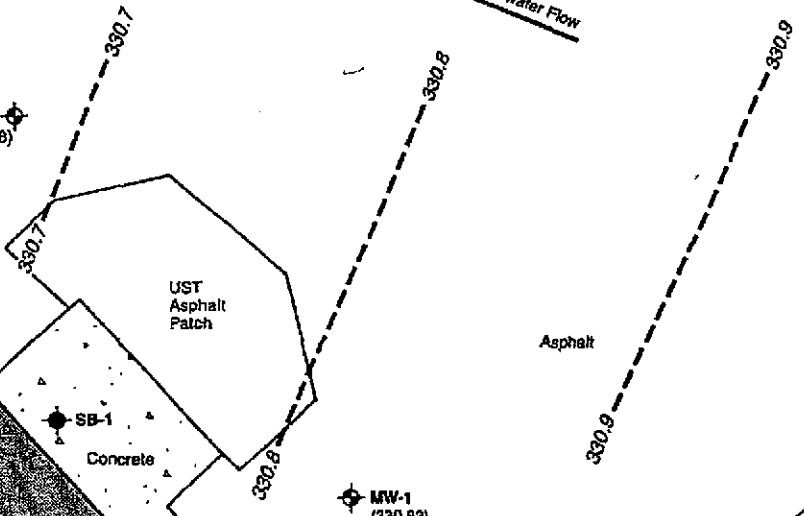 330.7
Water Flow
330.8
330.9
8)
330.7
UST
Asphalt
Patch
Asphalt
SB-1
Concrete
330.9
330.8
MW-1